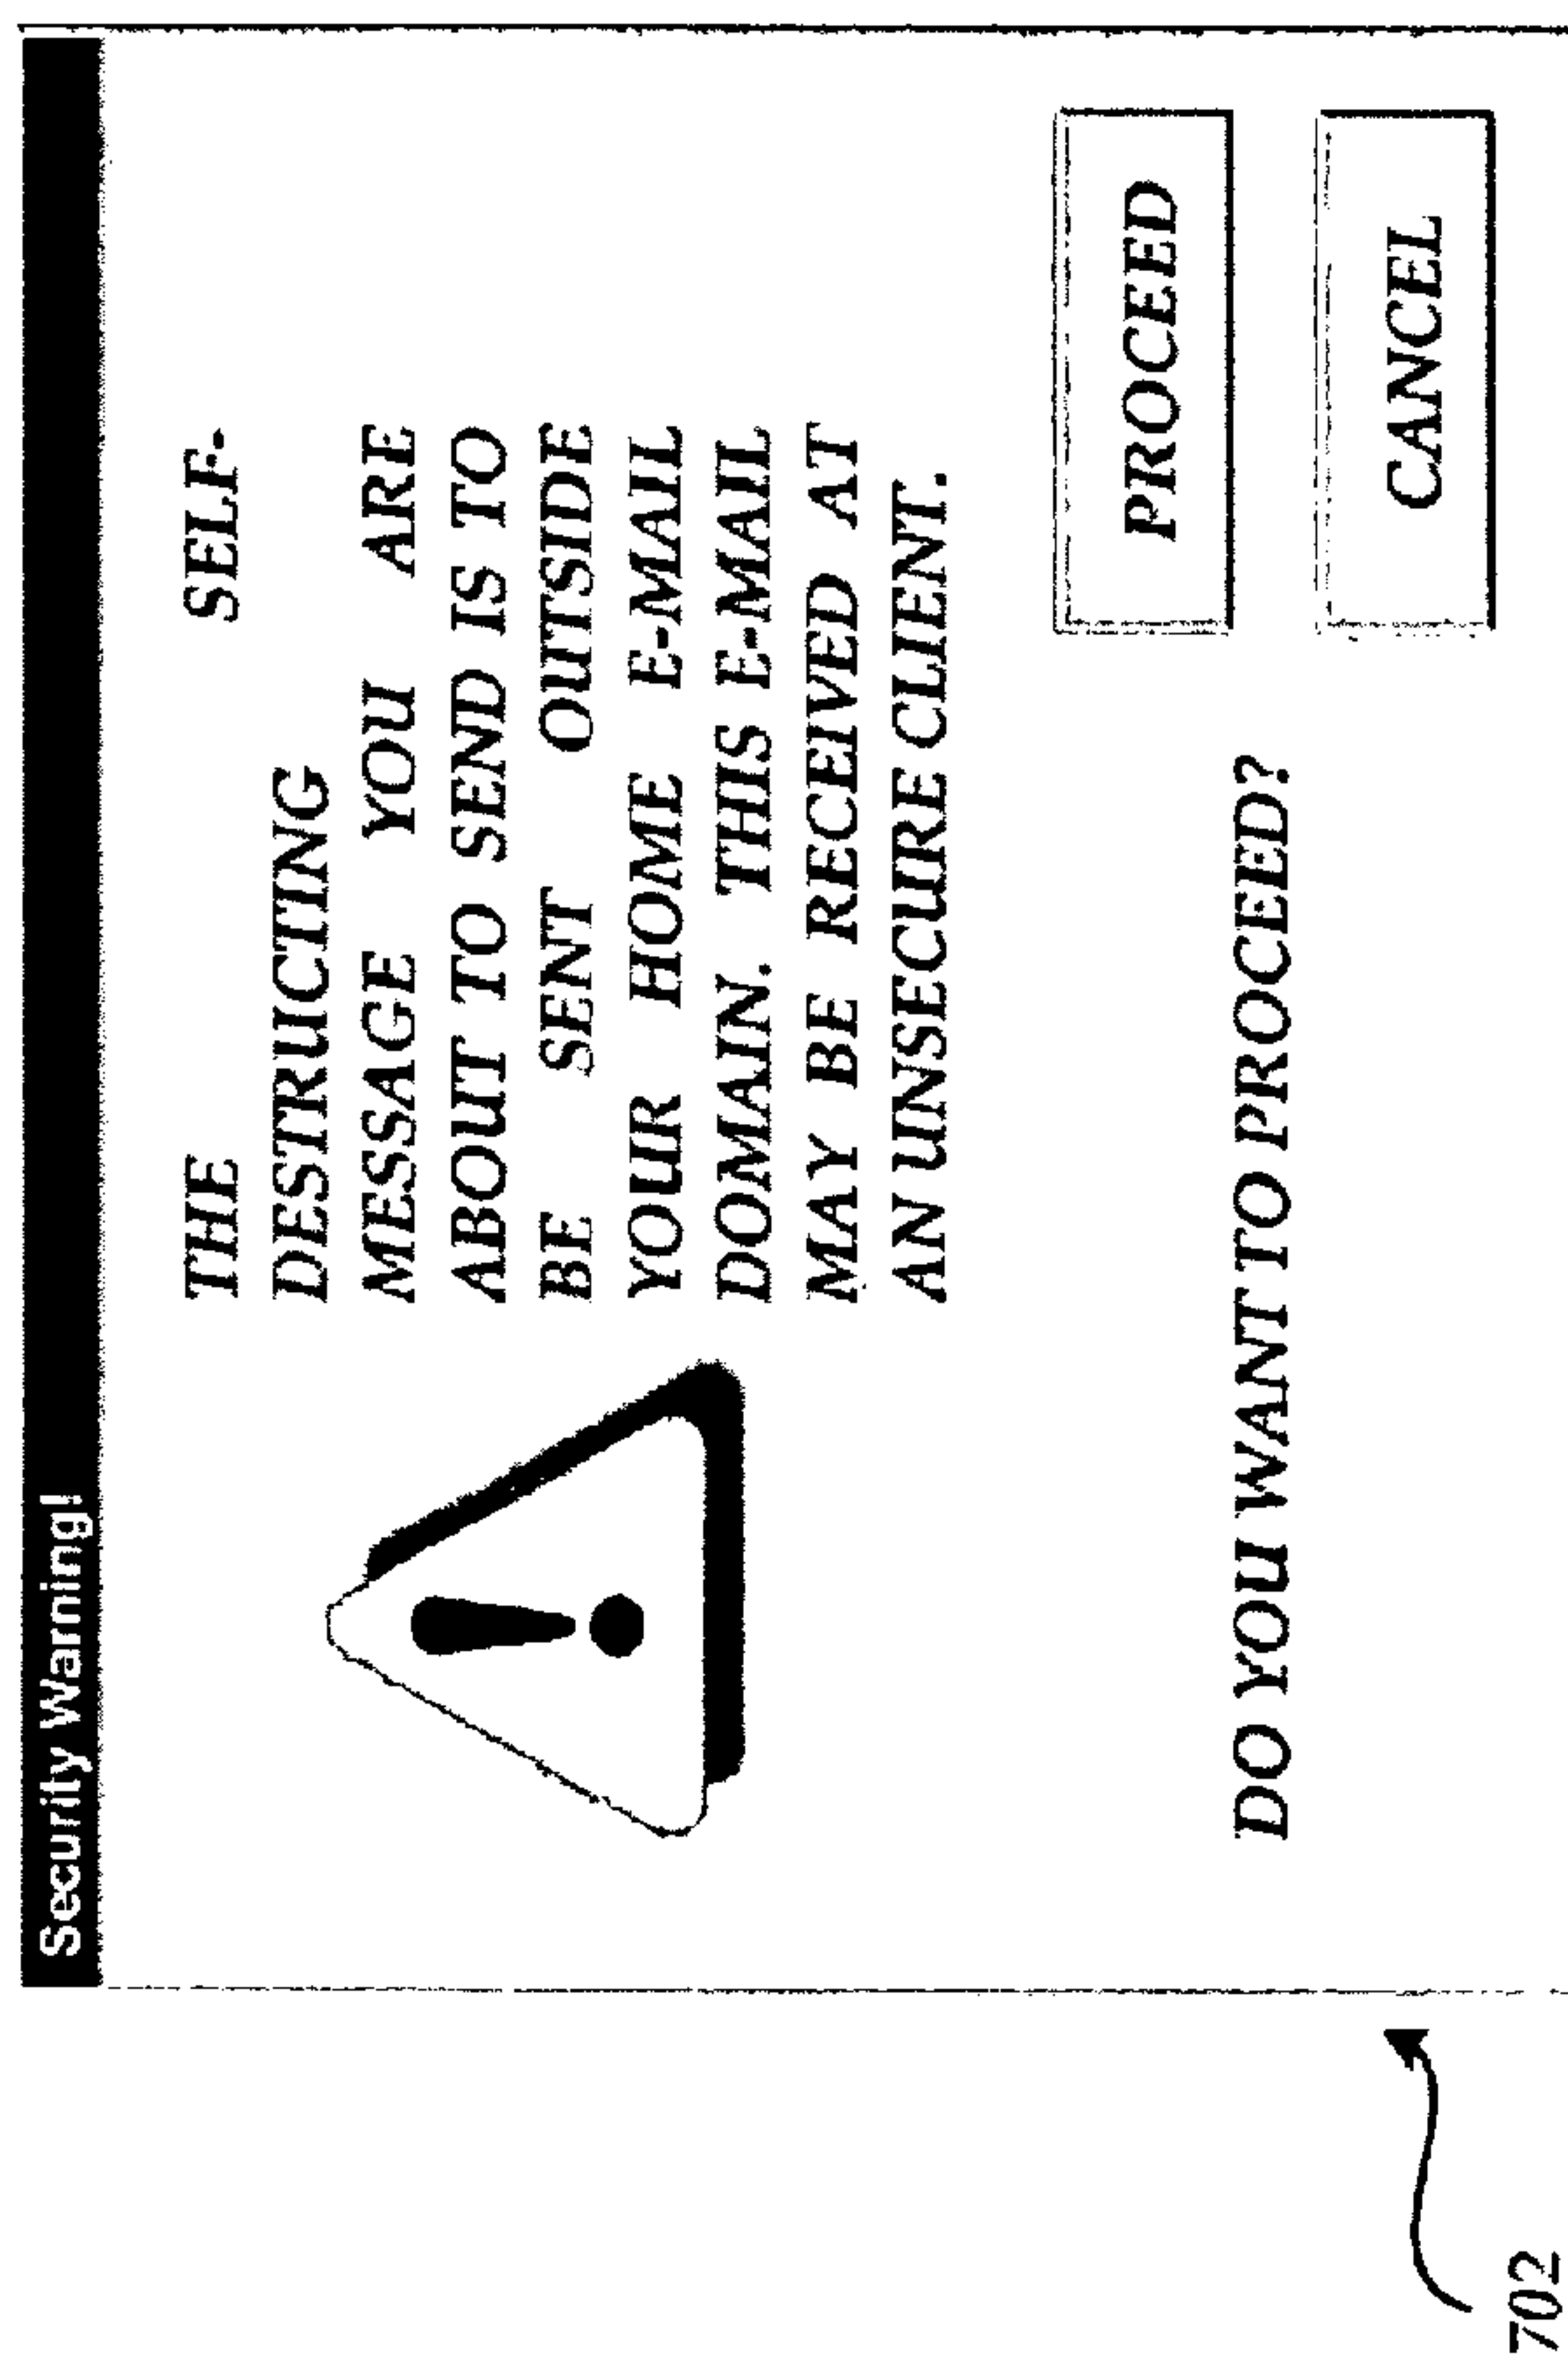 Security Warning!
THE SELF-
DESTRUCTING
MESSAGE YOU ARE
ABOUT TO SEND IS TO
BE SENT OUTSIDE
YOUR HOME E-MAIL
DOMAIN. THIS E-MAIL
MAY BE RECEIVED AT
AN UNSECURE CLIENT.
DO YOU WANT TO PROCEED?
PROCEED
CANCEL
702